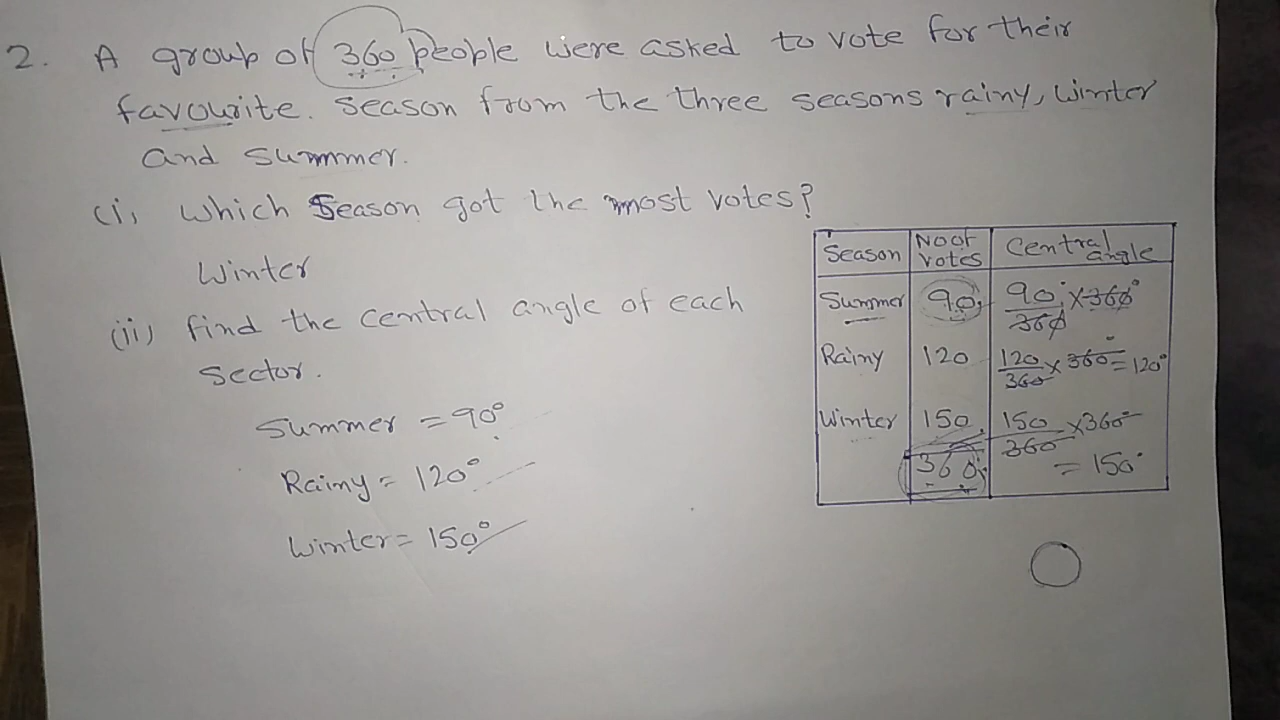 2. A group of 360 people were asked to vote for their
favourite. season from the three seasons rainy, winter
and summer.
(i) Which Season got the most votes?
Winter
(ii) find the central angle of each
sector.
Summer = 90°
Rainy = 120°
Winter = 150°
Season No of votes Central angle
Summer 90 90/360 × 360°
Rainy 120 120/360 × 360° = 120°
Winter 150 150/360 × 360°
360 = 150°